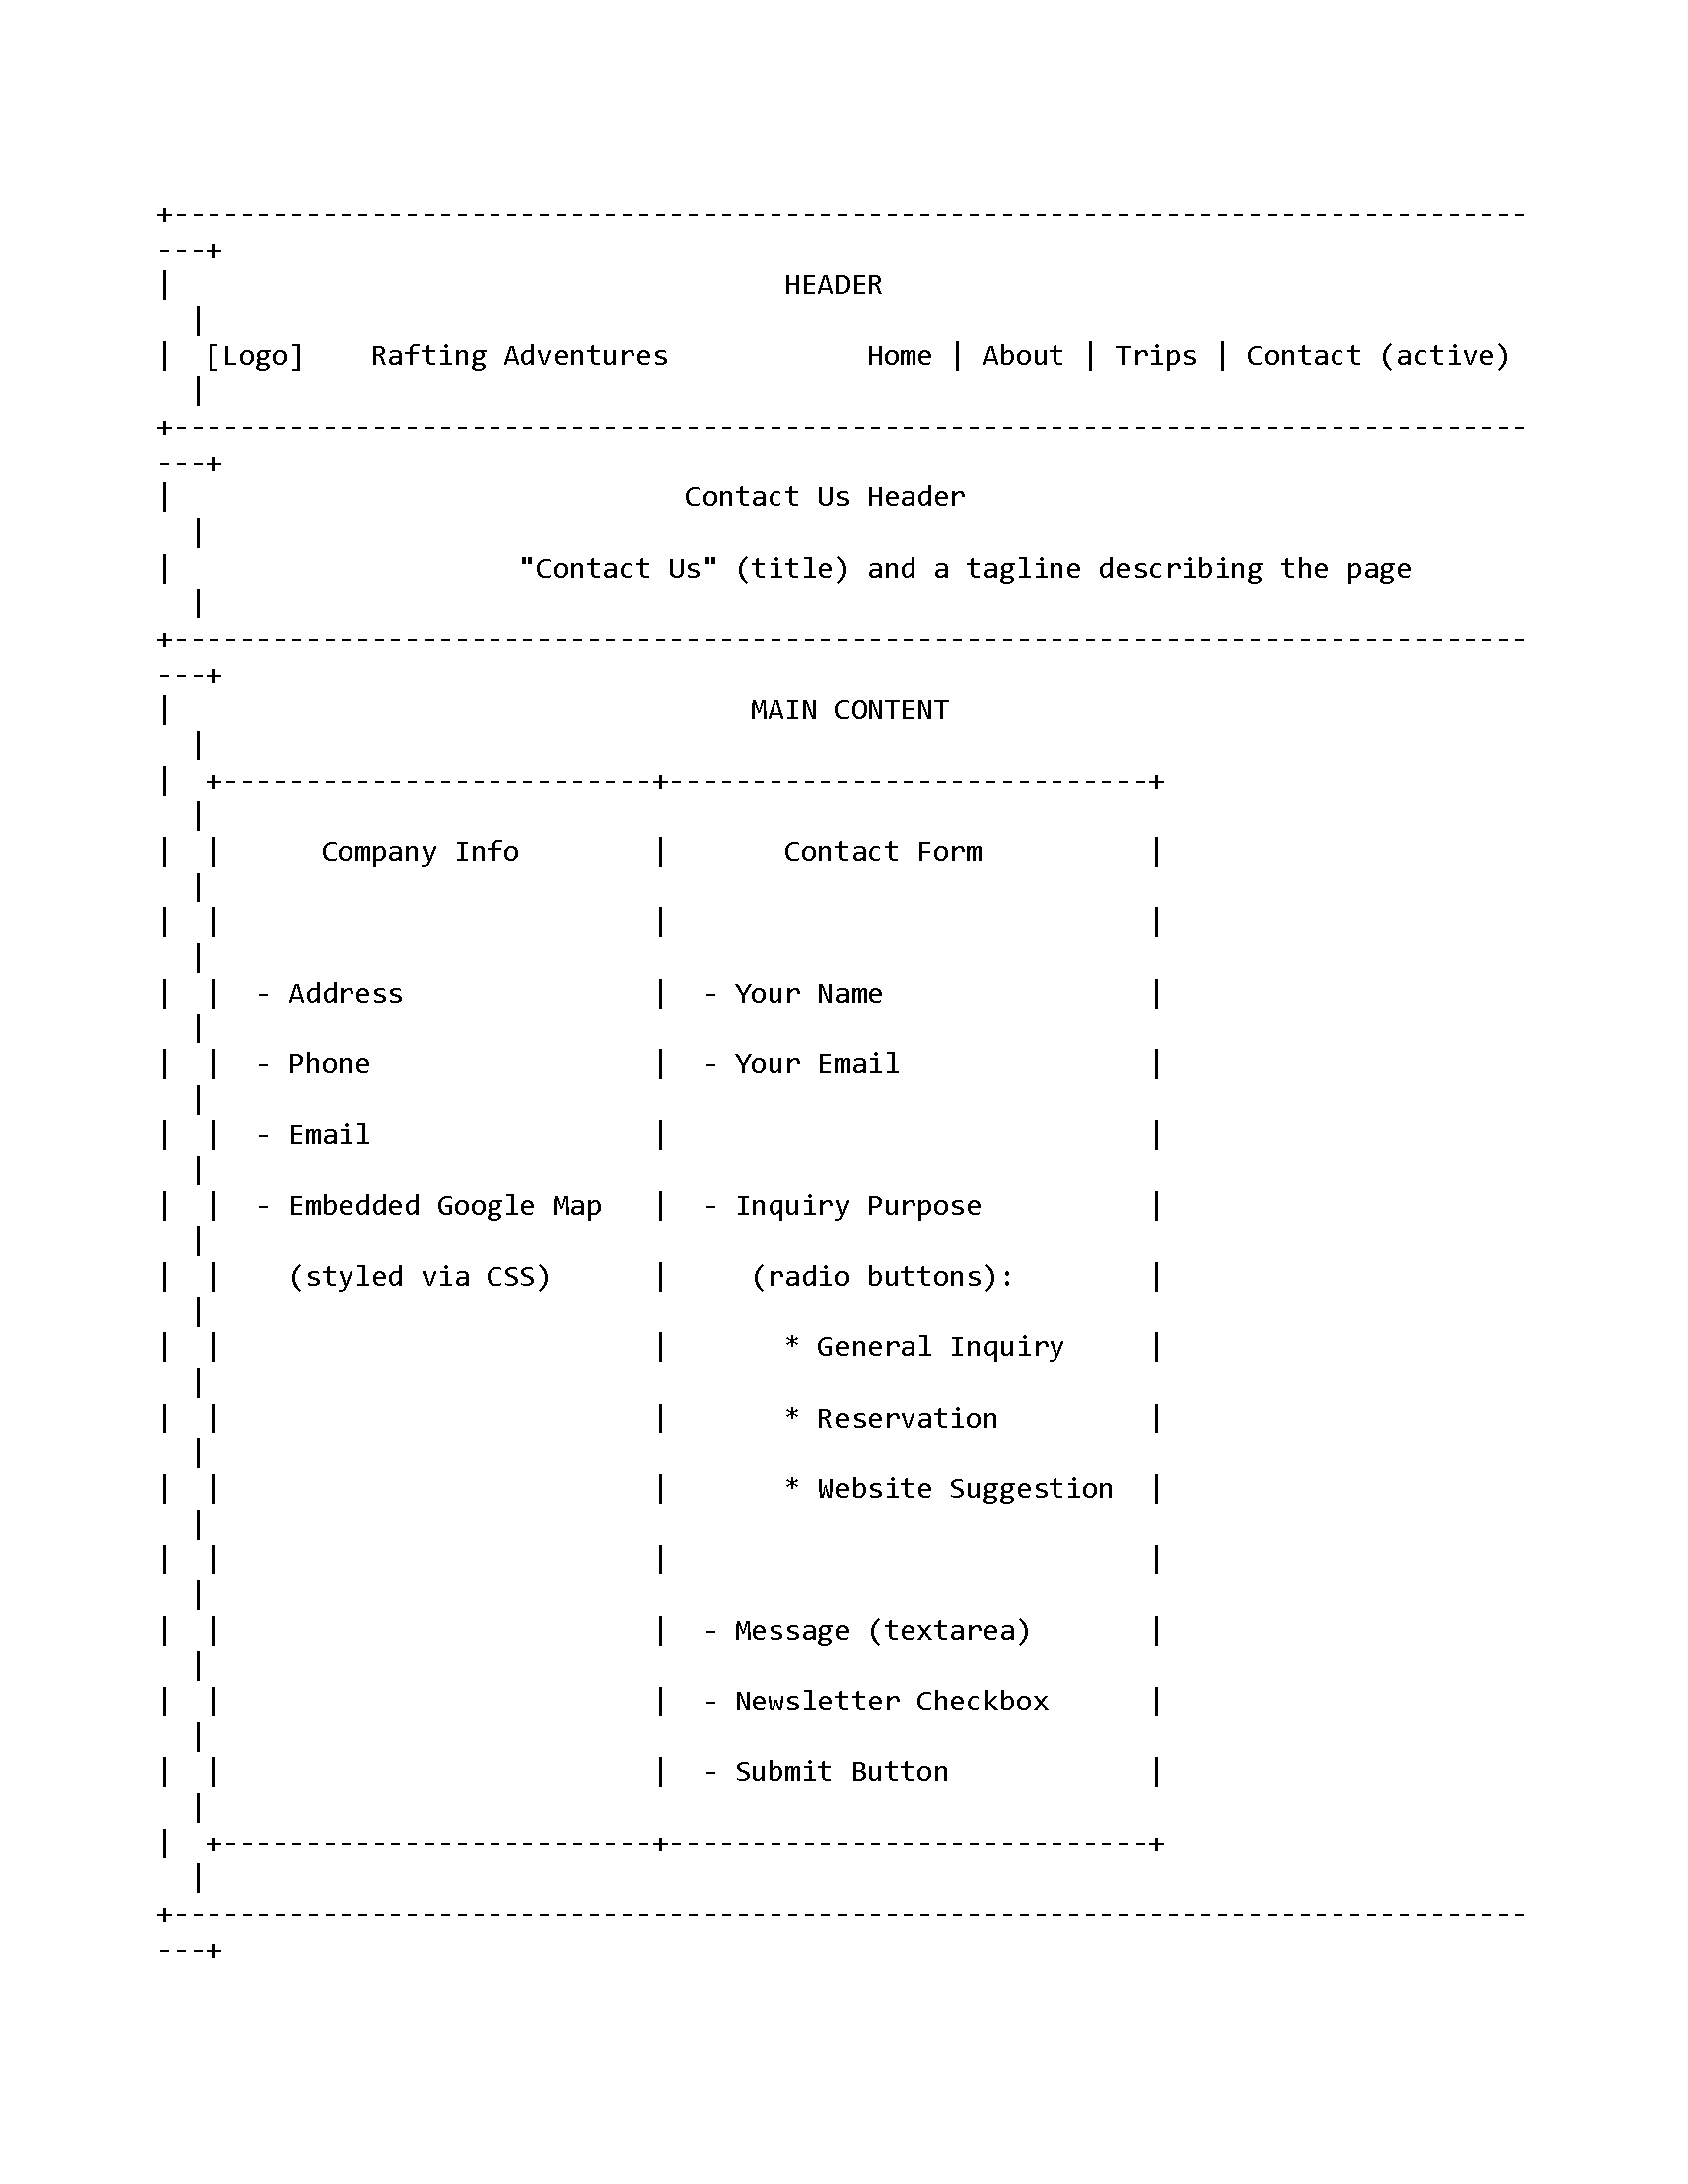 +----------------------------------------------------------------------------------
---+
|                                     HEADER
  |
|  [Logo]    Rafting Adventures            Home | About | Trips | Contact (active)
  |
+----------------------------------------------------------------------------------
---+
|                               Contact Us Header
  |
|                     "Contact Us" (title) and a tagline describing the page
  |
+----------------------------------------------------------------------------------
---+
|                                   MAIN CONTENT
  |
|  +--------------------------+-----------------------------+
  |
|  |      Company Info        |       Contact Form          |
  |
|  |                          |                             |
  |
|  |  - Address               |  - Your Name                |
  |
|  |  - Phone                 |  - Your Email               |
  |
|  |  - Email                 |                             |
  |
|  |  - Embedded Google Map   |  - Inquiry Purpose          |
  |
|  |    (styled via CSS)      |     (radio buttons):        |
  |
|  |                          |       * General Inquiry     |
  |
|  |                          |       * Reservation         |
  |
|  |                          |       * Website Suggestion  |
  |
|  |                          |                             |
  |
|  |                          |  - Message (textarea)       |
  |
|  |                          |  - Newsletter Checkbox      |
  |
|  |                          |  - Submit Button            |
  |
|  +--------------------------+-----------------------------+
  |
+----------------------------------------------------------------------------------
---+